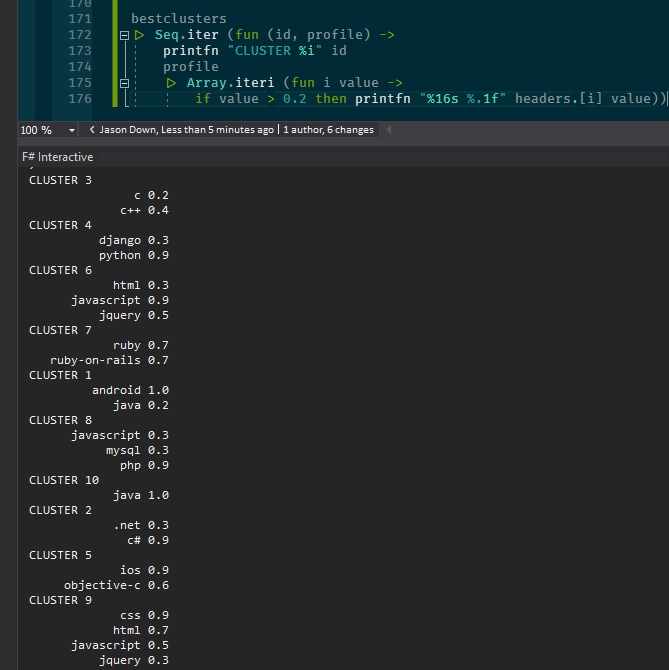 170
171 bestclusters
172 ▷ Seq.iter (fun (id, profile) ->
173 printfn "CLUSTER %i" id
174 profile
175 ▷ Array.iteri (fun i value ->
176 if value > 0.2 then printfn "%16s %.1f" headers.[i] value))
100 % Jason Down, Less than 5 minutes ago | 1 author, 6 changes
F# Interactive
CLUSTER 3
c 0.2
c++ 0.4
CLUSTER 4
django 0.3
python 0.9
CLUSTER 6
html 0.3
javascript 0.9
jquery 0.5
CLUSTER 7
ruby 0.7
ruby-on-rails 0.7
CLUSTER 1
android 1.0
java 0.2
CLUSTER 8
javascript 0.3
mysql 0.3
php 0.9
CLUSTER 10
java 1.0
CLUSTER 2
.net 0.3
c# 0.9
CLUSTER 5
ios 0.9
objective-c 0.6
CLUSTER 9
css 0.9
html 0.7
javascript 0.5
jquery 0.3